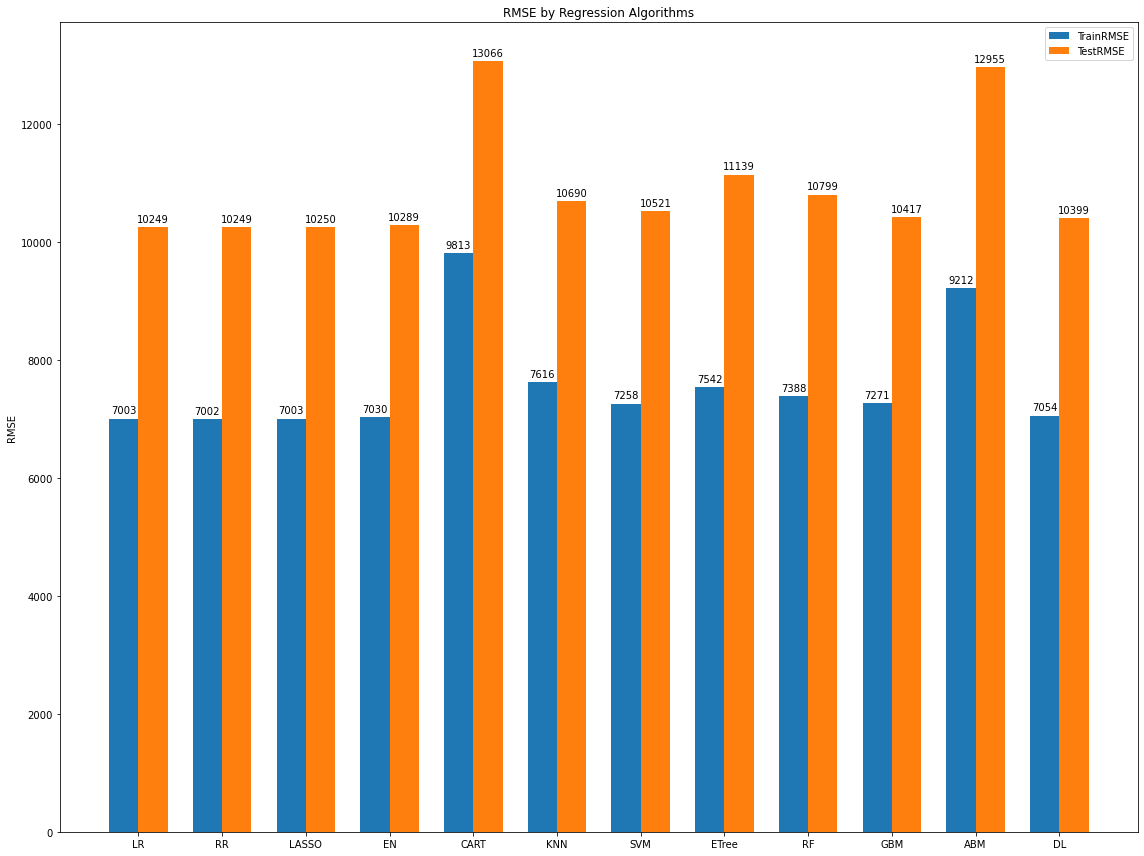 RMSE by Regression Algorithms
TrainRMSE
TestRMSE
RMSE
12000
10000
8000
6000
4000
2000
0
7003
10249
7002
10249
7003
10250
7030
10289
9813
13066
7616
10690
7258
10521
7542
11139
7388
10799
7271
10417
9212
12955
7054
10399
LR
RR
LASSO
EN
CART
KNN
SVM
ETree
RF
GBM
ABM
DL